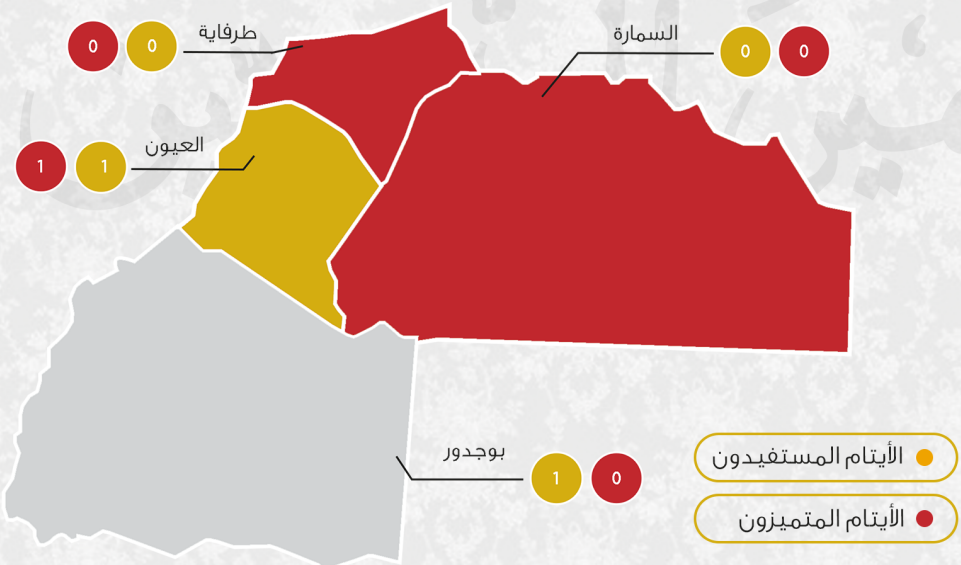 طرفاية
0 0
السمارة
0 0
العيون
1 1
بوجدور
1 0
الأيتام المستفيدون
الأيتام المتميزون